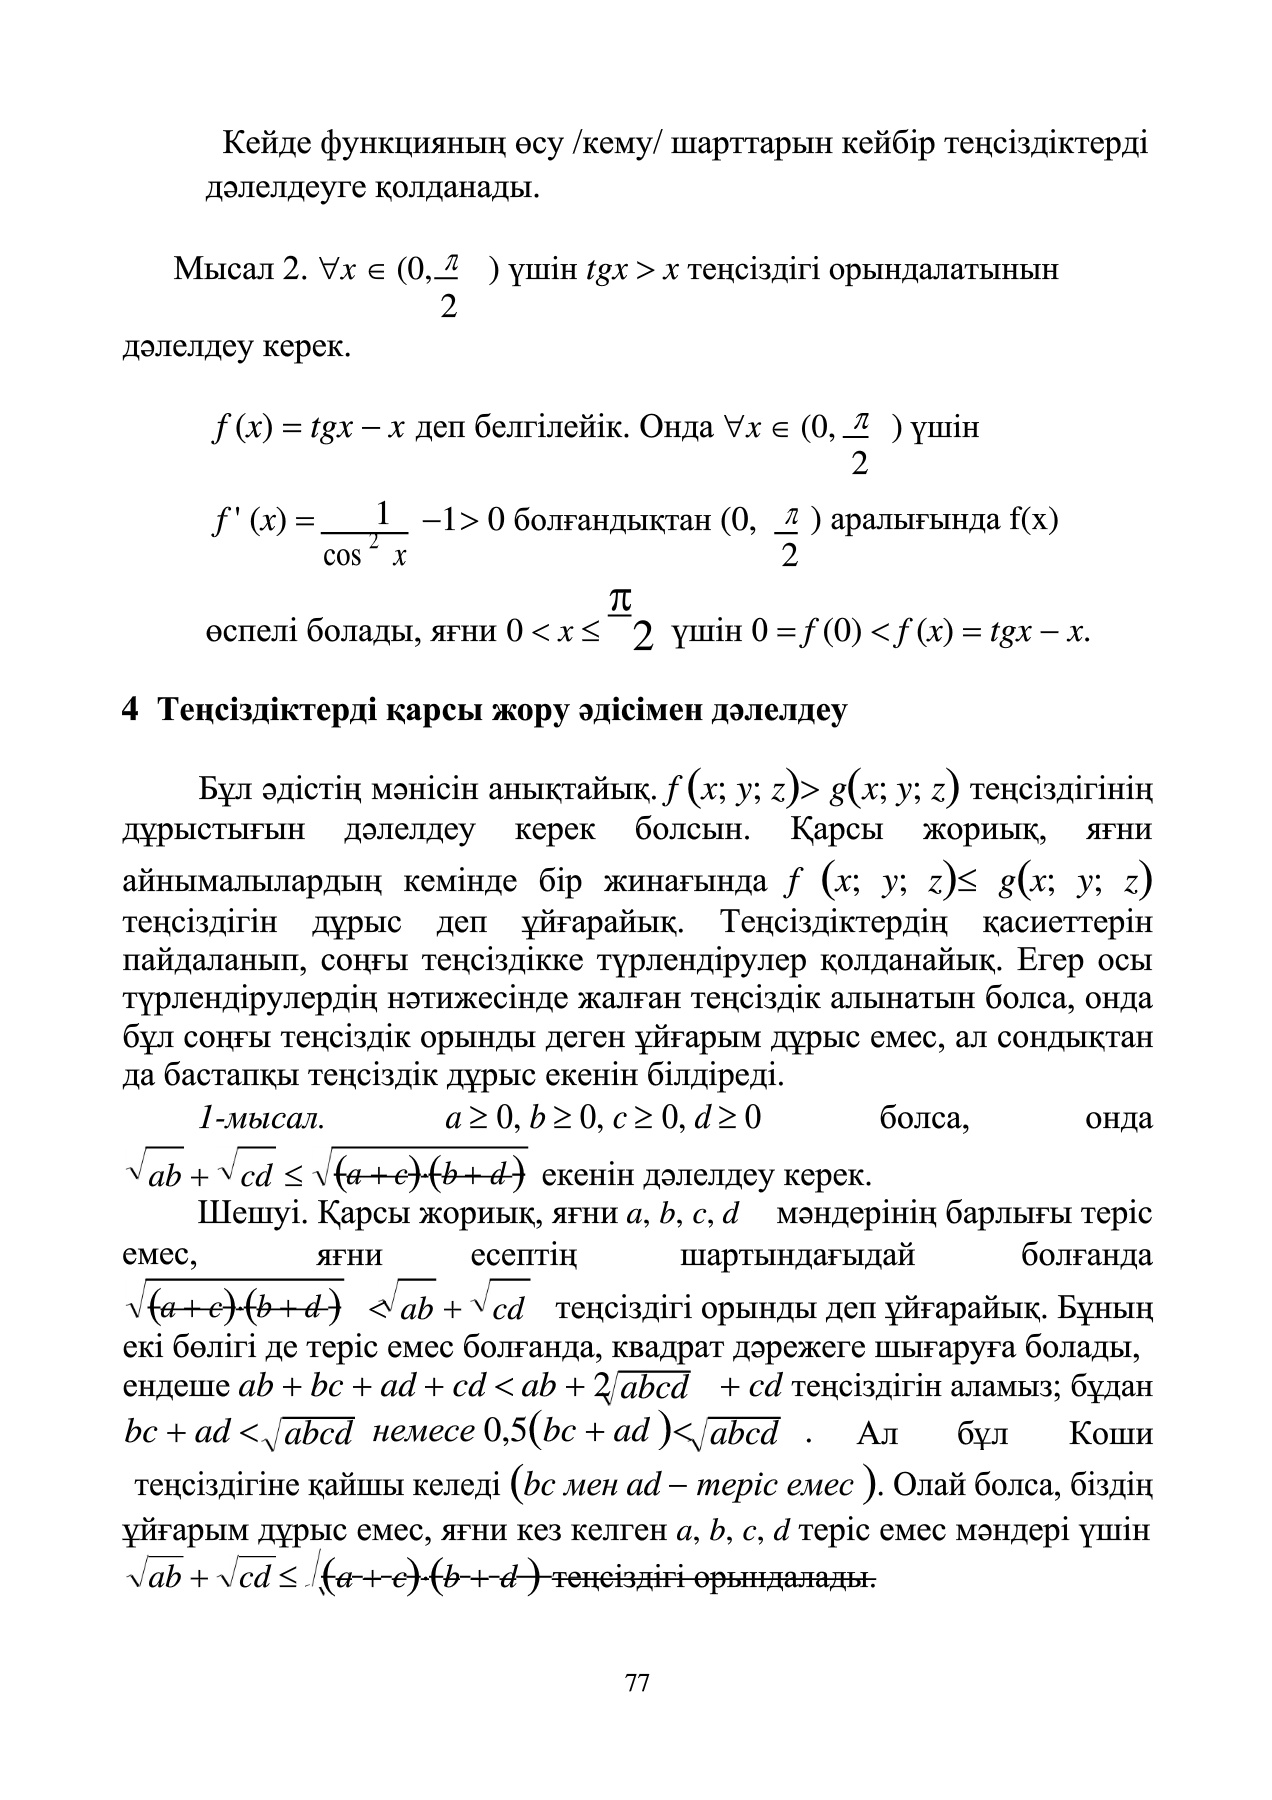 Кейде функцияның өсу /кему/ шарттарын кейбір теңсіздіктерді
дәлелдеуге қолданады.
Мысал 2. ∀x ∈ (0, π/2) үшін tgx > x теңсіздігі орындалатынын
дәлелдеу керек.
f (x) = tgx − x деп белгілейік. Онда ∀x ∈ (0, π/2) үшін
f ' (x) = 1/cos² x −1 > 0 болғандықтан (0, π/2) аралығында f(x)
өспелі болады, яғни 0 < x ≤ π/2 үшін 0 = f (0) < f (x) = tgx − x.
4 Теңсіздіктерді қарсы жору әдісімен дәлелдеу
Бұл әдістің мәнісін анықтайық. f (x; y; z)> g(x; y; z) теңсіздігінің
дұрыстығын дәлелдеу керек болсын. Қарсы жориық, яғни
айнымалылардың кемінде бір жинағында f (x; y; z)≤ g(x; y; z)
теңсіздігін дұрыс деп ұйғарайық. Теңсіздіктердің қасиеттерін
пайдаланып, соңғы теңсіздікке түрлендірулер қолданайық. Егер осы
түрлендірулердің нәтижесінде жалған теңсіздік алынатын болса, онда
бұл соңғы теңсіздік орынды деген ұйғарым дұрыс емес, ал сондықтан
да бастапқы теңсіздік дұрыс екенін білдіреді.
1-мысал. a ≥ 0, b ≥ 0, c ≥ 0, d ≥ 0 болса, онда
√ab + √cd ≤ √(a + c)·(b + d) екенін дәлелдеу керек.
Шешуі. Қарсы жориық, яғни a, b, c, d мәндерінің барлығы теріс
емес, яғни есептің шартындағыдай болғанда
√(a + c)·(b + d) < √ab + √cd теңсіздігі орынды деп ұйғарайық. Бұның
екі бөлігі де теріс емес болғанда, квадрат дәрежеге шығаруға болады,
ендеше ab + bc + ad + cd < ab + 2√abcd + cd теңсіздігін аламыз; бұдан
bc + ad < √abcd немесе 0,5(bc + ad )< √abcd . Ал бұл Коши
теңсіздігіне қайшы келеді (bc мен ad − теріс емес ). Олай болса, біздің
ұйғарым дұрыс емес, яғни кез келген a, b, c, d теріс емес мәндері үшін
√ab + √cd ≤ √(a + c)·(b + d ) теңсіздігі орындалады.
77